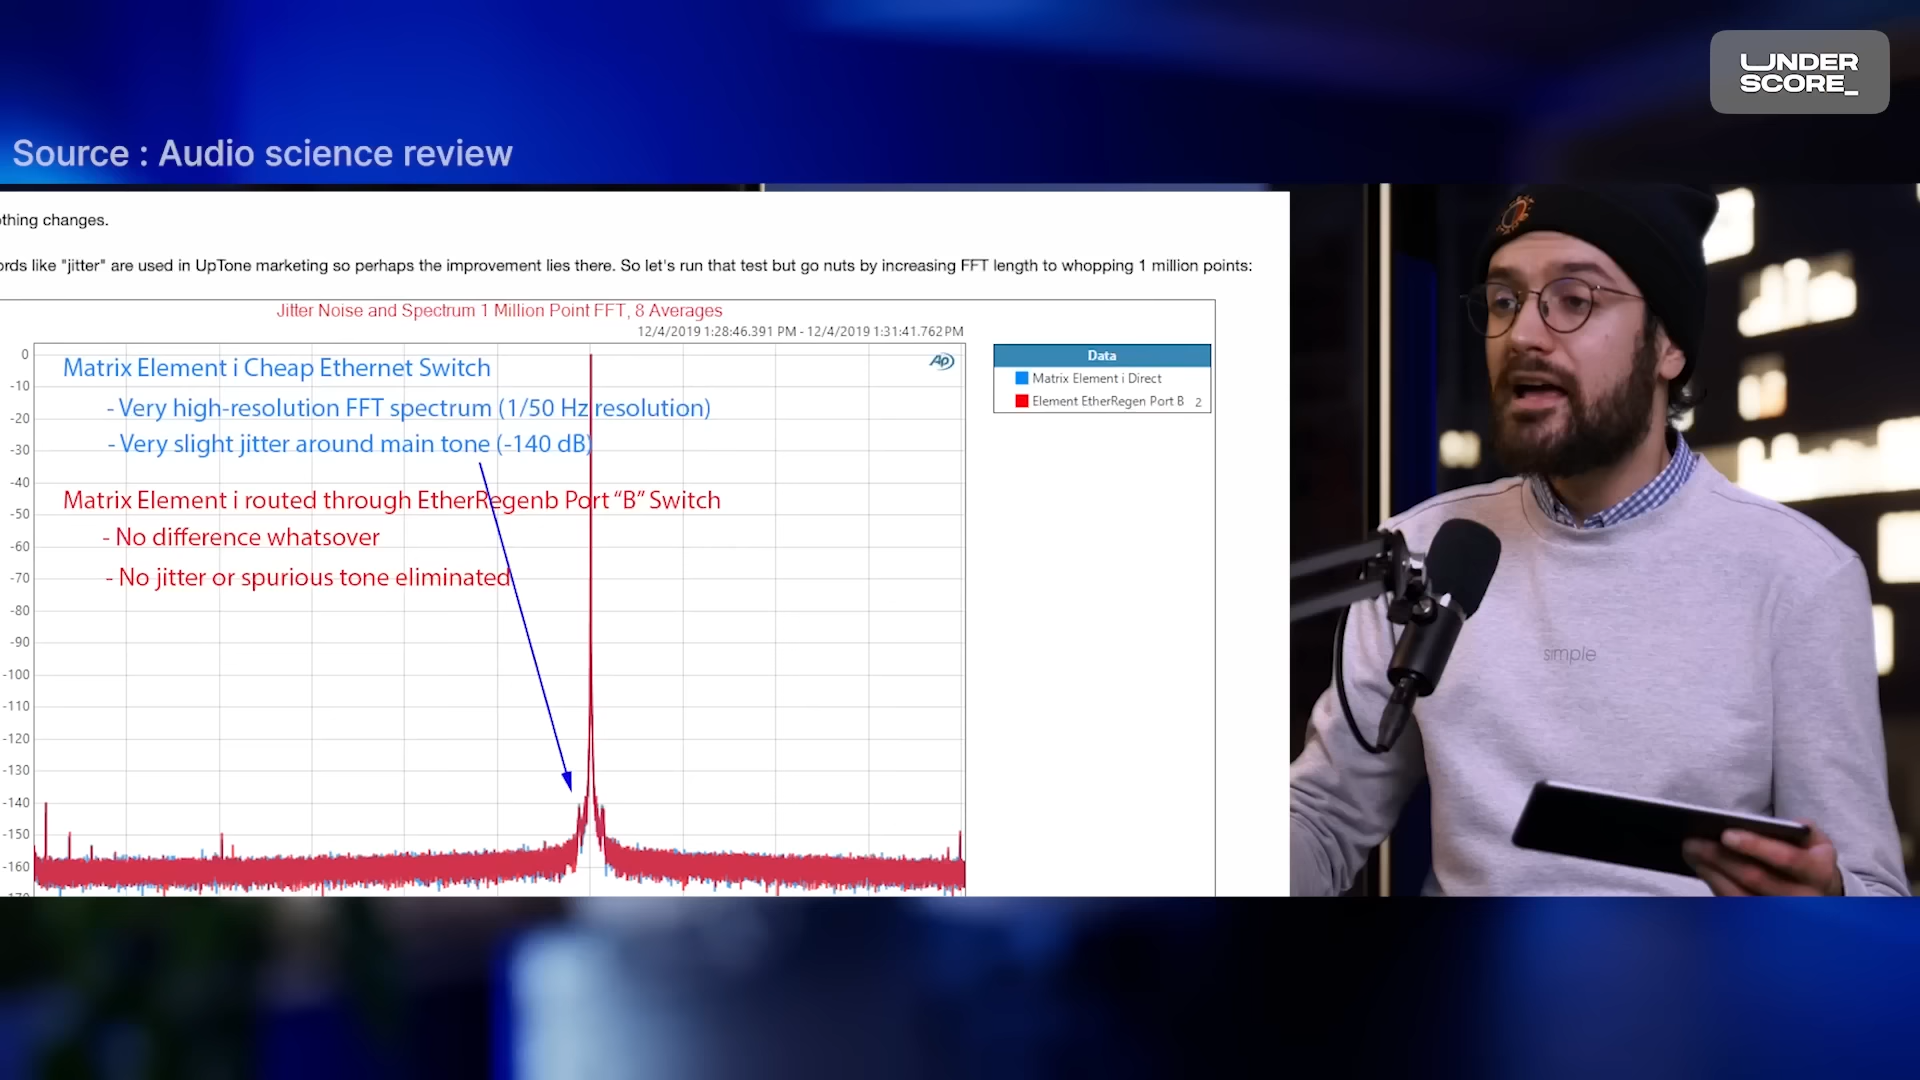 UNDER
SCORE_
Source : Audio science review
othing changes.
ords like "jitter" are used in UpTone marketing so perhaps the improvement lies there. So let's run that test but go nuts by increasing FFT length to whopping 1 million points:
Jitter Noise and Spectrum 1 Million Point FFT, 8 Averages
12/4/2019 1:28:46.391 PM - 12/4/2019 1:31:41.762 PM
Matrix Element i Cheap Ethernet Switch
- Very high-resolution FFT spectrum (1/50 Hz resolution)
- Very slight jitter around main tone (-140 dB)
Matrix Element i routed through EtherRegenb Port “B” Switch
- No difference whatsover
- No jitter or spurious tone eliminated
AP
Data
Matrix Element i Direct
Element EtherRegen Port B 2
0
-10
-20
-30
-40
-50
-60
-70
-80
-90
-100
-110
-120
-130
-140
-150
-160
simple